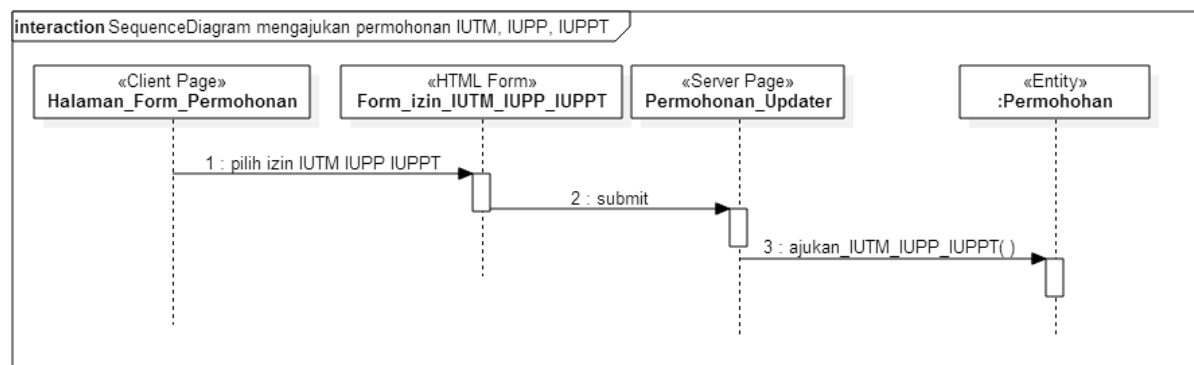 interaction SequenceDiagram mengajukan permohonan IUTM, IUPP, IUPPT
«Client Page»
Halaman_Form_Permohonan
«HTML Form»
Form_izin_IUTM_IUPP_IUPPT
«Server Page»
Permohonan_Updater
«Entity»
:Permohohan
1 : pilih izin IUTM IUPP IUPPT
2 : submit
3 : ajukan_IUTM_IUPP_IUPPT( )